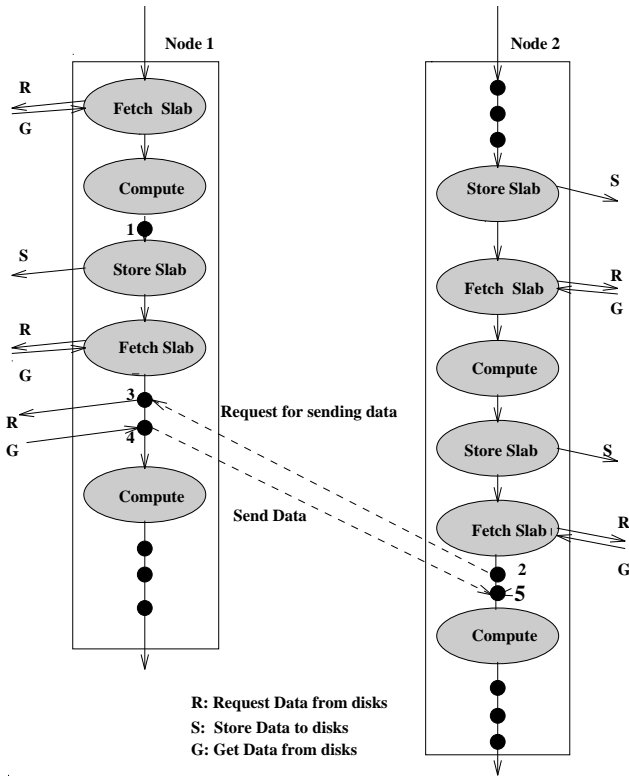 Node 1
R
G
Fetch Slab
Compute
1
S
Store Slab
R
G
Fetch Slab
3
R
G
4
Compute
Request for sending data
Send Data
Node 2
Store Slab
S
Fetch Slab
R
G
Compute
Store Slab
S
Fetch Slab
R
G
2
5
Compute
R: Request Data from disks
S: Store Data to disks
G: Get Data from disks